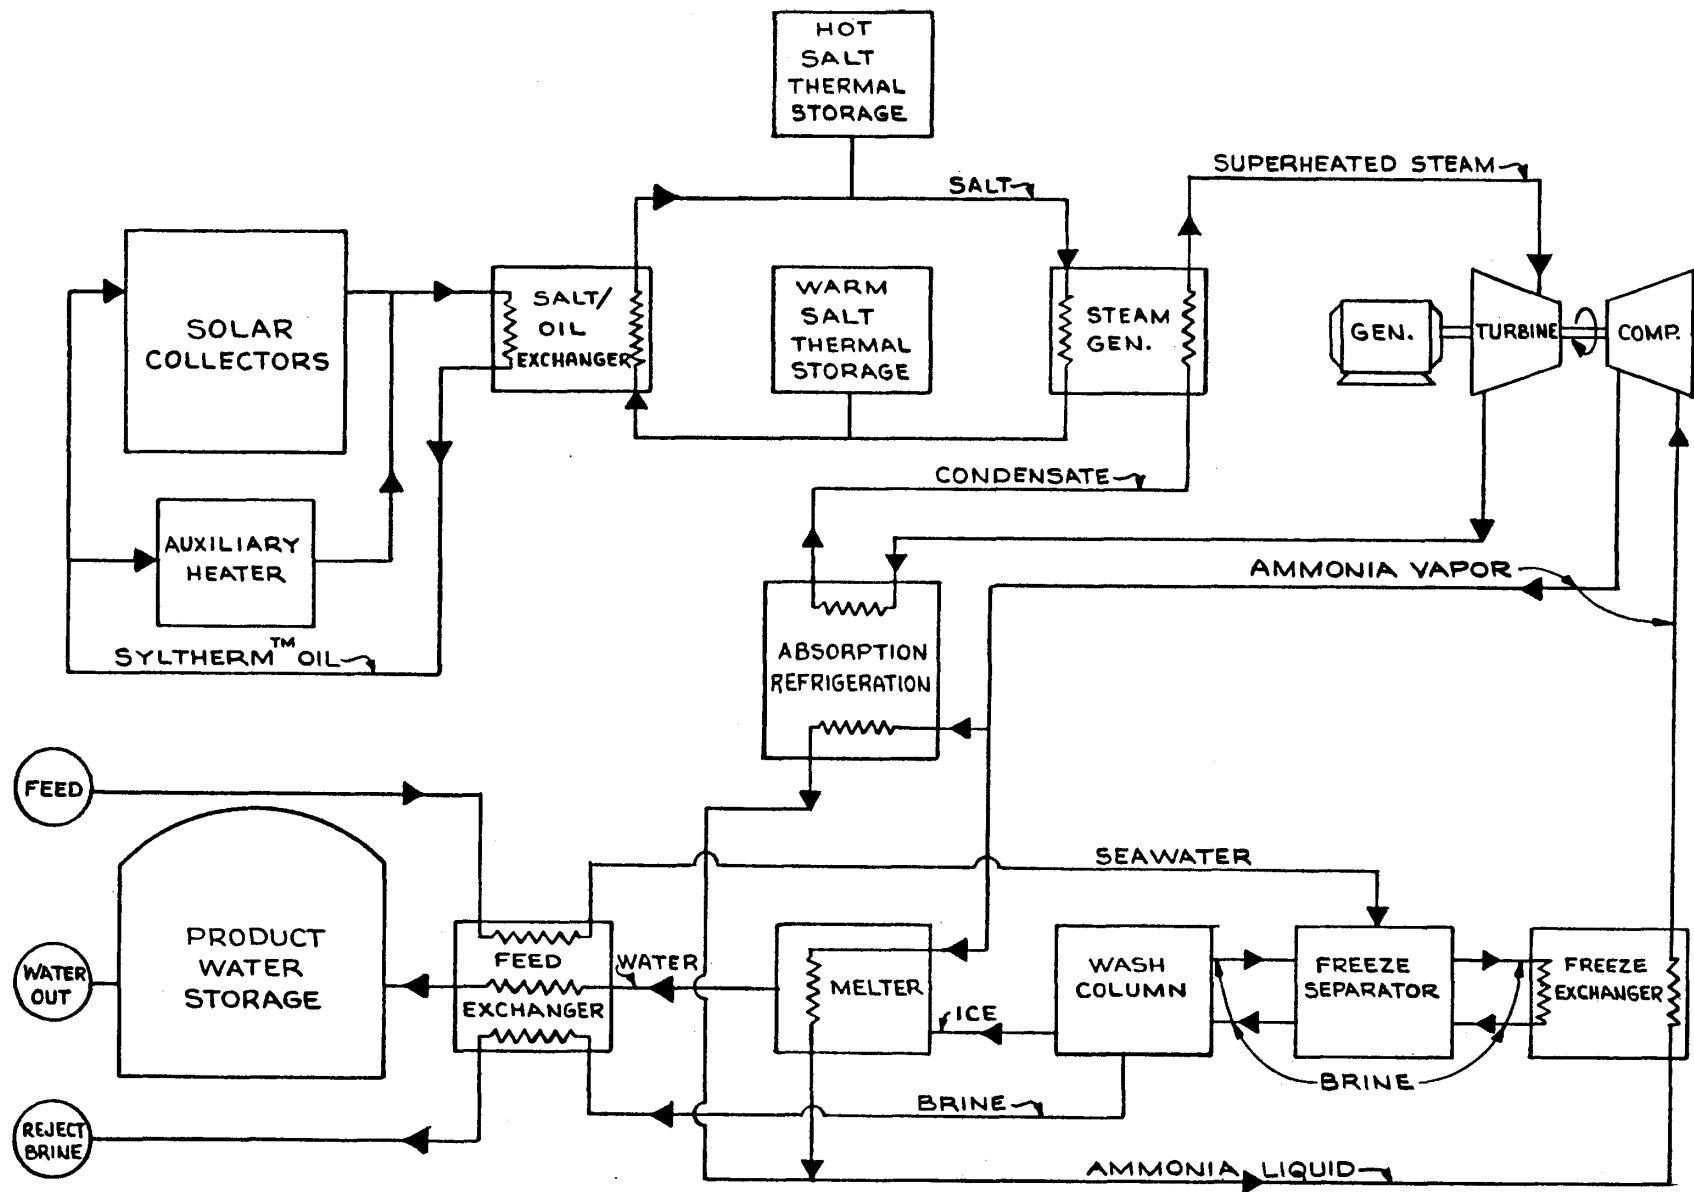 HOT
SALT
THERMAL
STORAGE
SUPERHEATED STEAM
SALT
SOLAR
COLLECTORS
SALT/
OIL
EXCHANGER
WARM
SALT
THERMAL
STORAGE
STEAM
GEN.
GEN.
TURBINE
COMP.
CONDENSATE
AUXILIARY
HEATER
AMMONIA VAPOR
SYLTHERM™ OIL
ABSORPTION
REFRIGERATION
FEED
SEAWATER
PRODUCT
WATER
STORAGE
WATER
OUT
FEED
EXCHANGER
WATER
MELTER
ICE
WASH
COLUMN
FREEZE
SEPARATOR
FREEZE
EXCHANGER
BRINE
BRINE
REJECT
BRINE
AMMONIA LIQUID